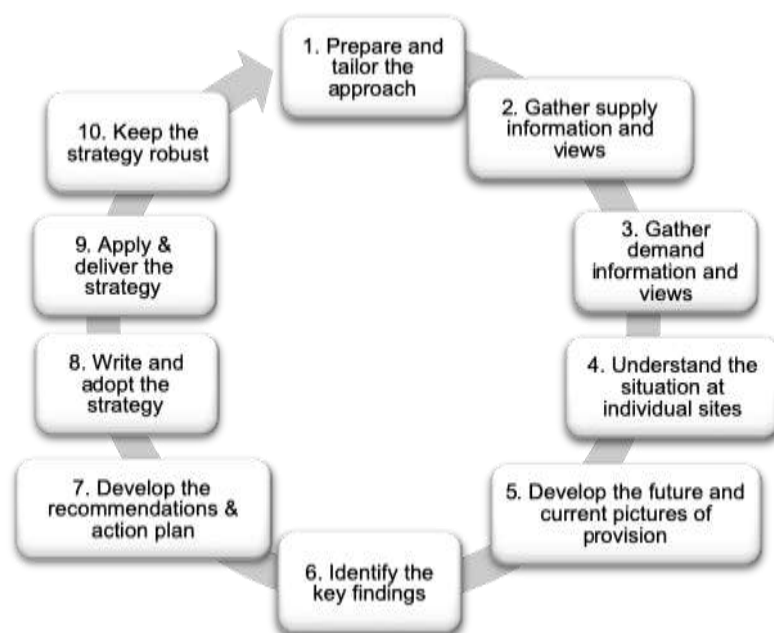 1. Prepare and
tailor the
approach
2. Gather supply
information and
views
3. Gather
demand
information and
views
4. Understand the
situation at
individual sites
5. Develop the future and
current pictures of
provision
6. Identify the
key findings
7. Develop the
recommendations &
action plan
8. Write and
adopt the
strategy
9. Apply &
deliver the
strategy
10. Keep the
strategy robust